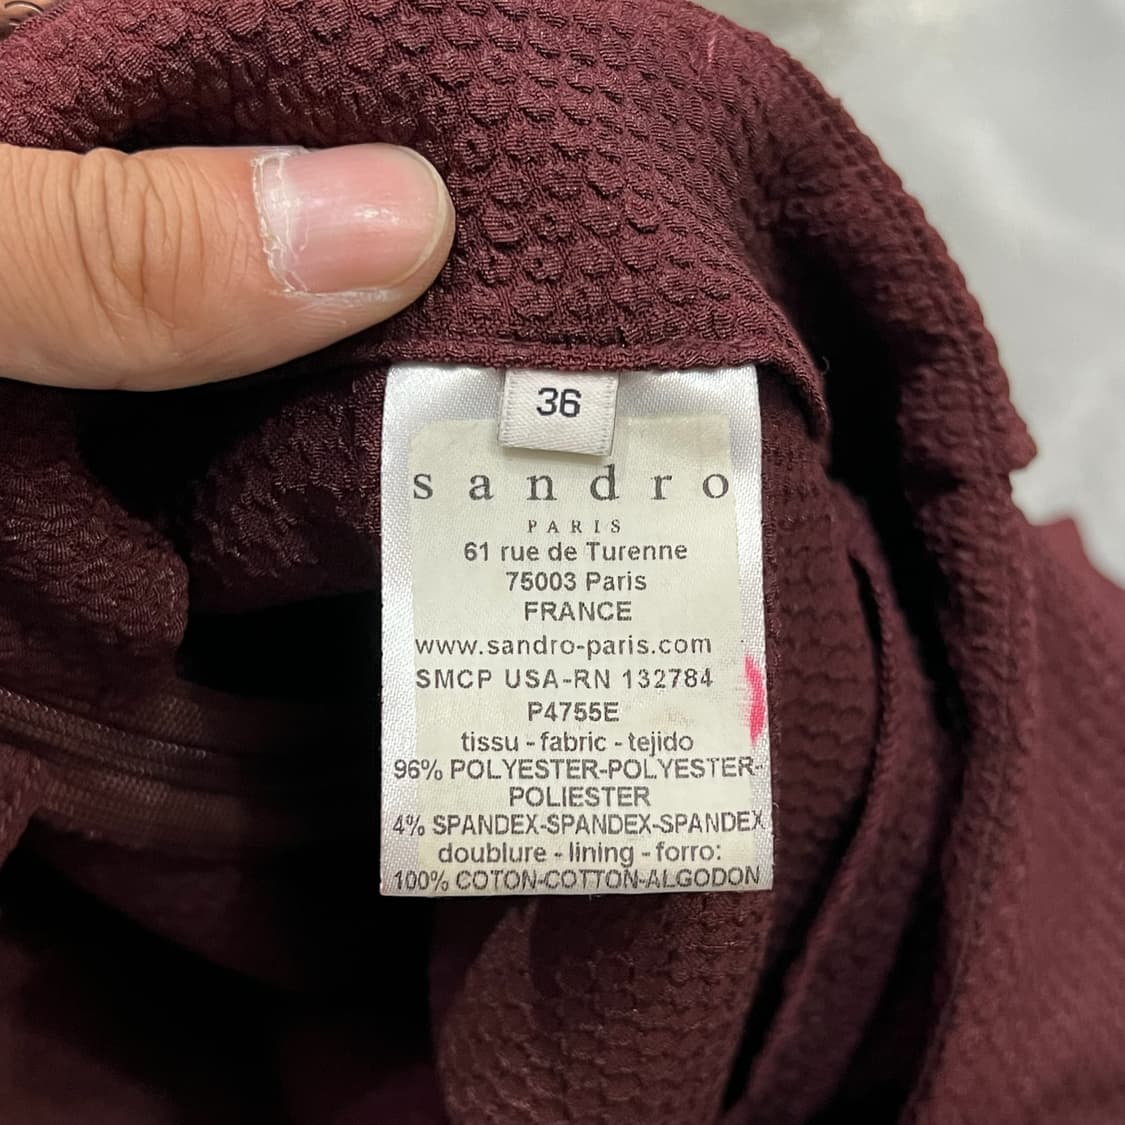 36
sandro
PARIS
61 rue de Turenne
75003 Paris
FRANCE
www.sandro-paris.com
SMCP USA-RN 132784
P4755E
tissu - fabric - tejido
96% POLYESTER-POLYESTER-
POLIESTER
4% SPANDEX-SPANDEX-SPANDEX
doublure - lining - forro:
100% COTON-COTTON-ALGODON